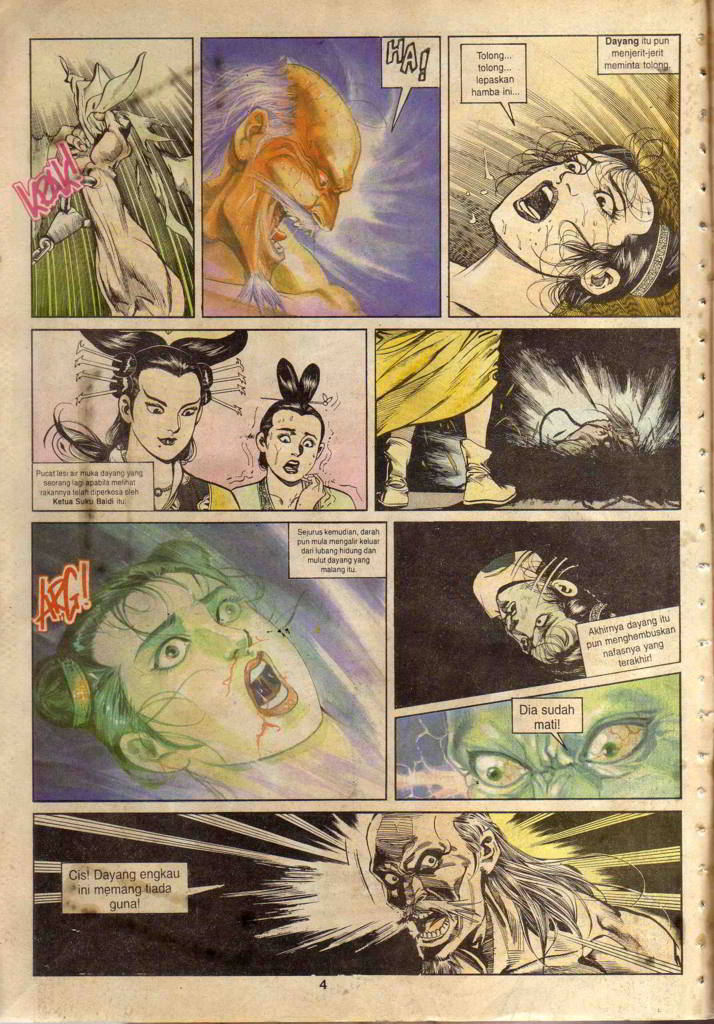 KRAK!
HA!
Tolong...
tolong...
lepaskan
hamba ini...
Dayang itu pun
menjerit-jerit
meminta tolong.
Pucat lesi air muka dayang yang
seorang lagi apabila melihat
rakannya telah diperkosa oleh
Ketua Suku Baidi itu.
Sejurus kemudian, darah
pun mula mengalir keluar
dari lubang hidung dan
mulut dayang yang
malang itu.
ARG!
Akhirnya dayang itu
pun menghembuskan
nafasnya yang
terakhir!
Dia sudah
mati!
Cis! Dayang engkau
ini memang tiada
guna!
4